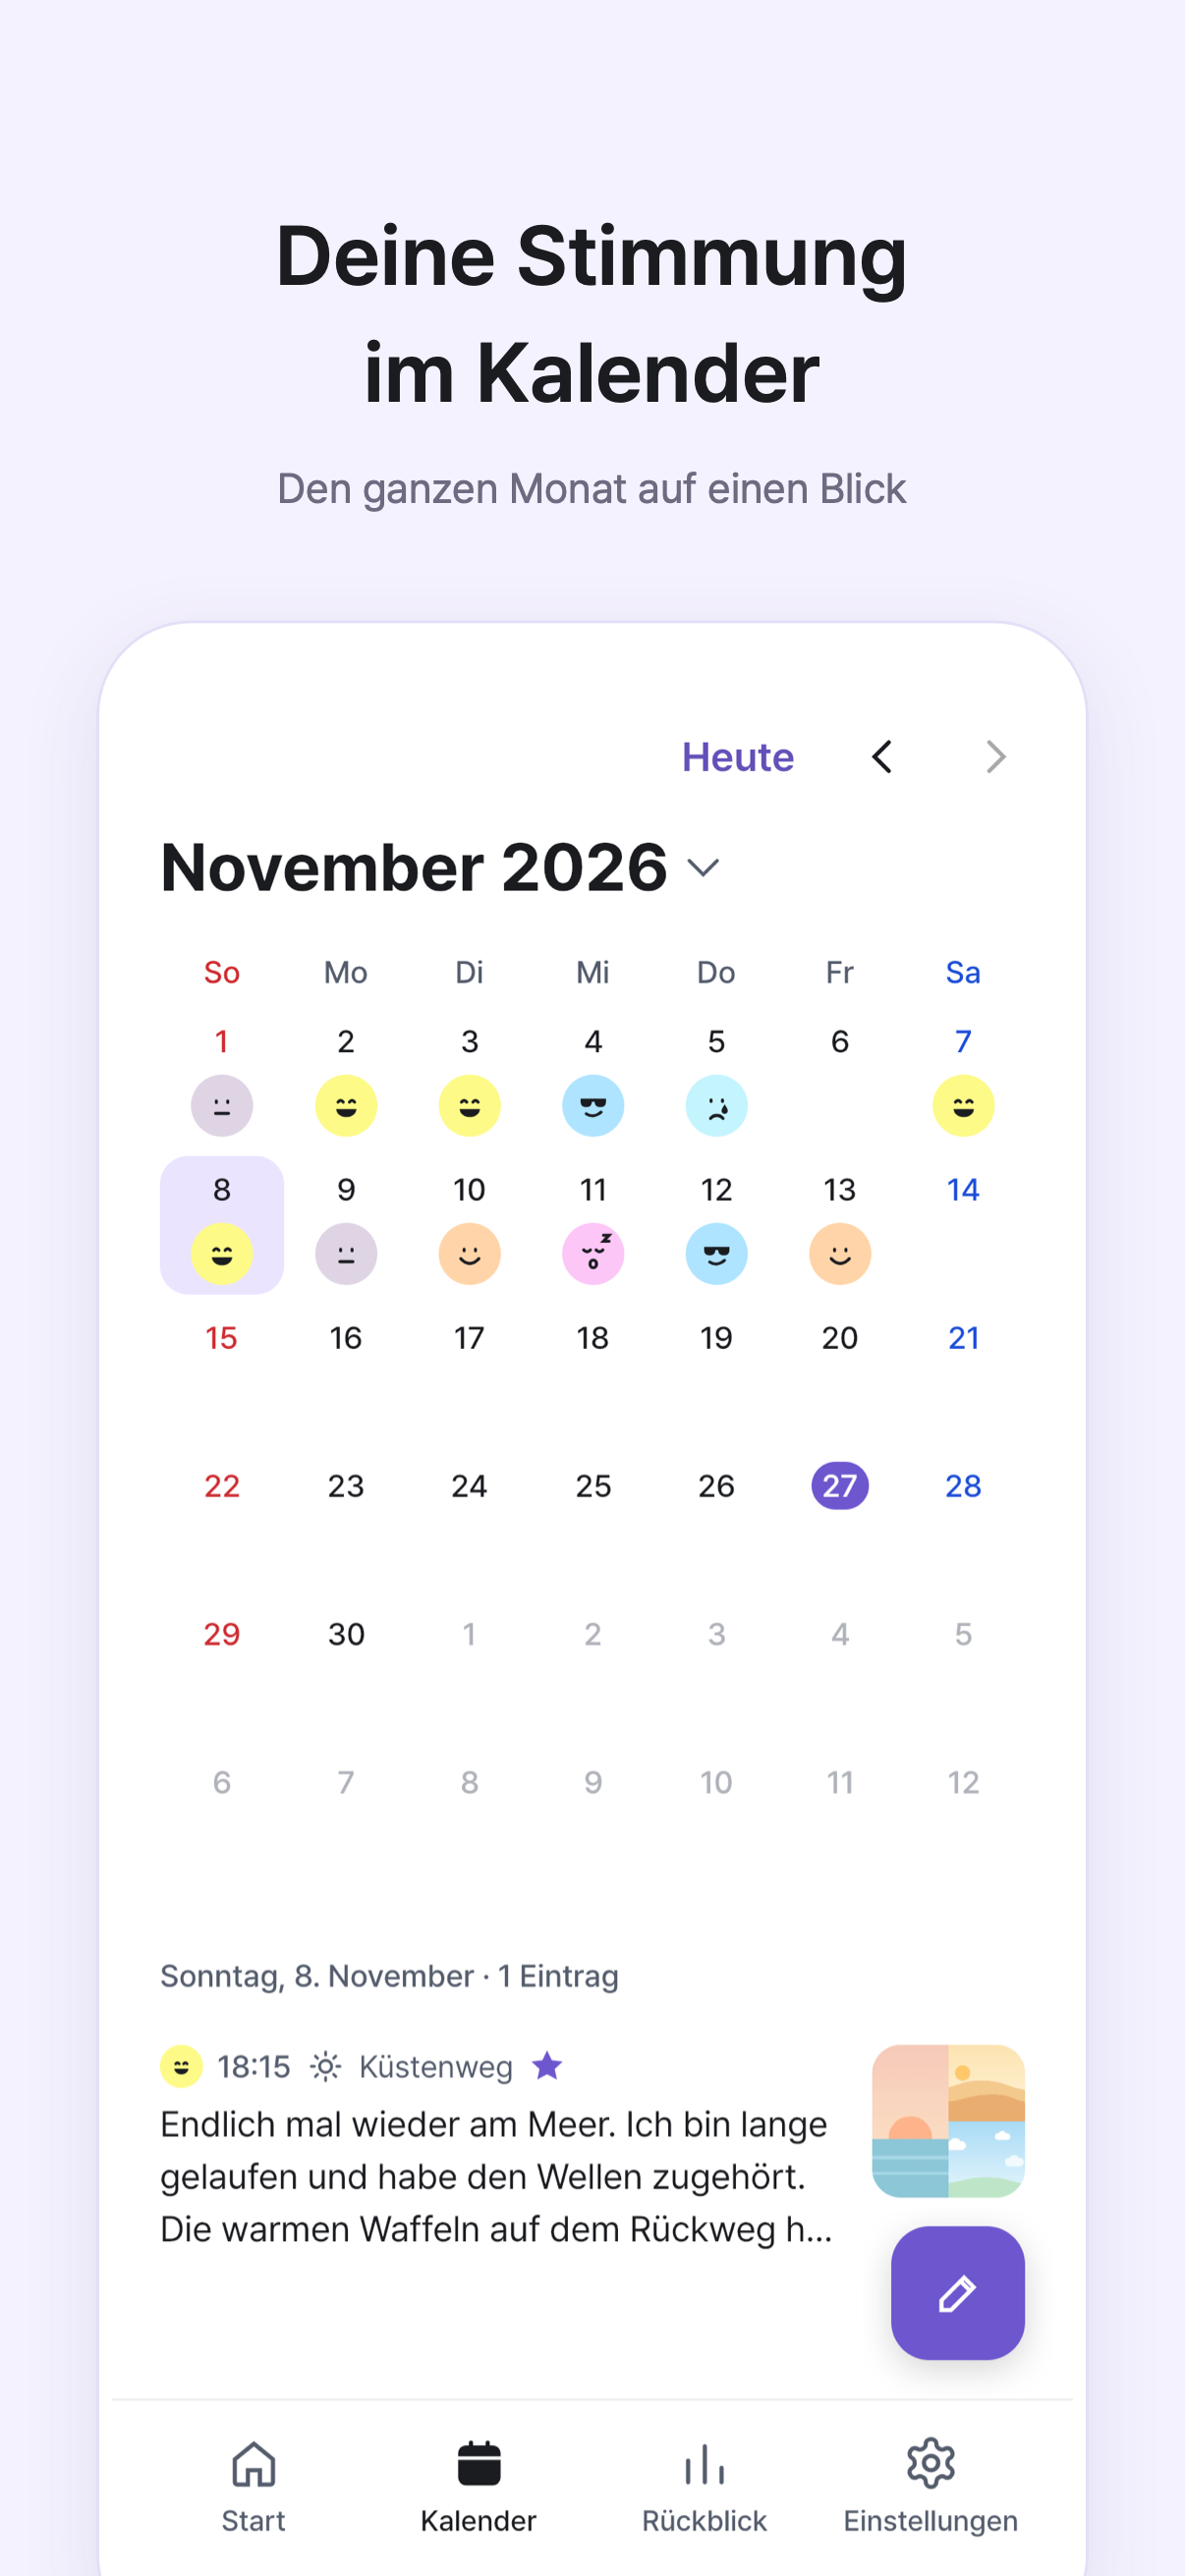 Deine Stimmung
im Kalender
Den ganzen Monat auf einen Blick
Heute
November 2026
So Mo Di Mi Do Fr Sa
1 2 3 4 5 6 7
8 9 10 11 12 13 14
15 16 17 18 19 20 21
22 23 24 25 26 27 28
29 30 1 2 3 4 5
6 7 8 9 10 11 12
Sonntag, 8. November · 1 Eintrag
18:15 Küstenweg
Endlich mal wieder am Meer. Ich bin lange
gelaufen und habe den Wellen zugehört.
Die warmen Waffeln auf dem Rückweg h...
Start Kalender Rückblick Einstellungen